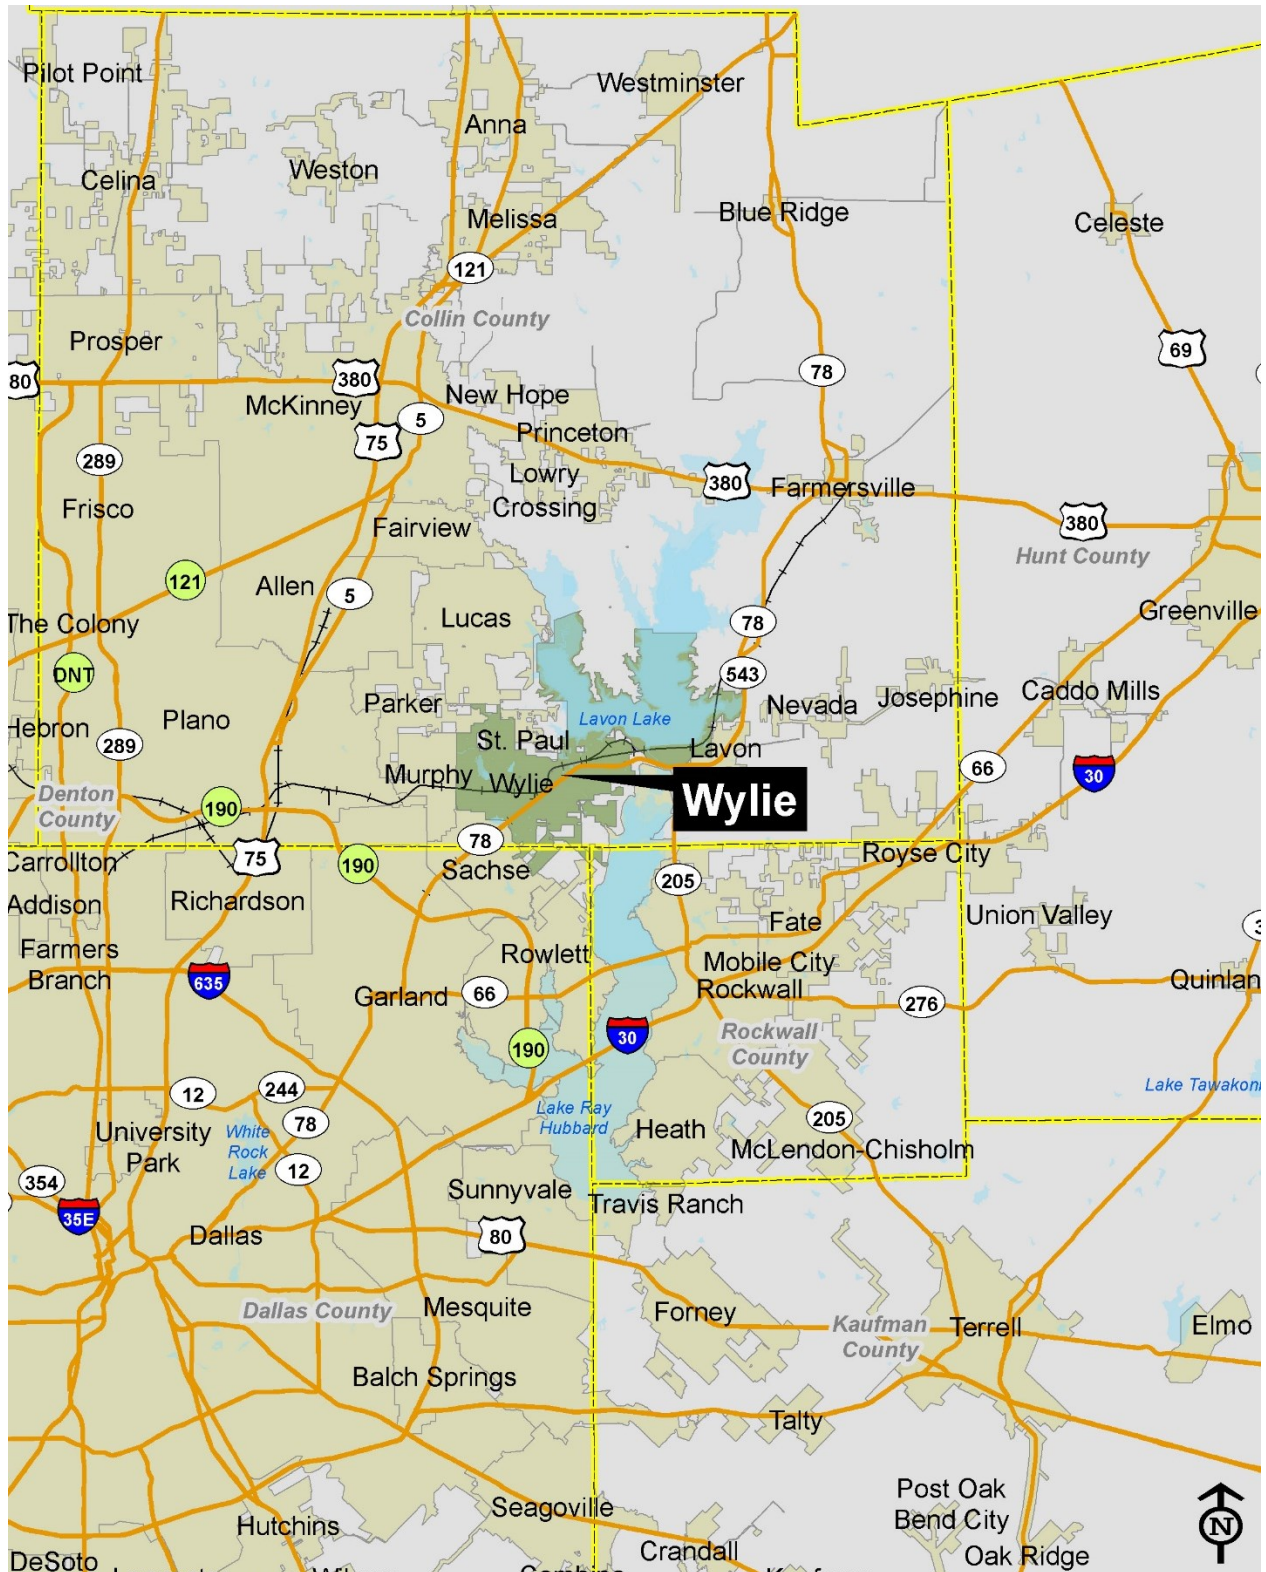 Pilot Point
Westminster
Anna
Weston
Celina
Melissa
Blue Ridge
Celeste
121
Collin County
Prosper
69
78
80
380
New Hope
McKinney
5
Princeton
75
289
Lowry
Crossing
380
Farmersville
Frisco
Fairview
380
Hunt County
121
Allen
5
Greenville
Lucas
The Colony
78
DNT
543
Parker
Nevada
Josephine
Caddo Mills
Hebron
Plano
Lavon Lake
289
St. Paul
Lavon
66
30
Murphy
Wylie
Wylie
Denton
County
190
78
75
190
Carrollton
Sachse
Royse City
205
Addison
Richardson
Fate
Union Valley
Farmers
Branch
Rowlett
Mobile City
635
Garland
66
Rockwall
276
Quinlan
30
Rockwall
County
190
12
244
Lake Tawakoni
78
Lake Ray
Hubbard
205
University
Park
White
Rock
Lake
Heath
McLendon-Chisholm
12
354
35E
Sunnyvale
Travis Ranch
Dallas
80
Dallas County
Mesquite
Forney
Kaufman
County
Terrell
Elmo
Balch Springs
Talty
Post Oak
Bend City
Seagoville
Hutchins
N
Crandall
Oak Ridge
DeSoto